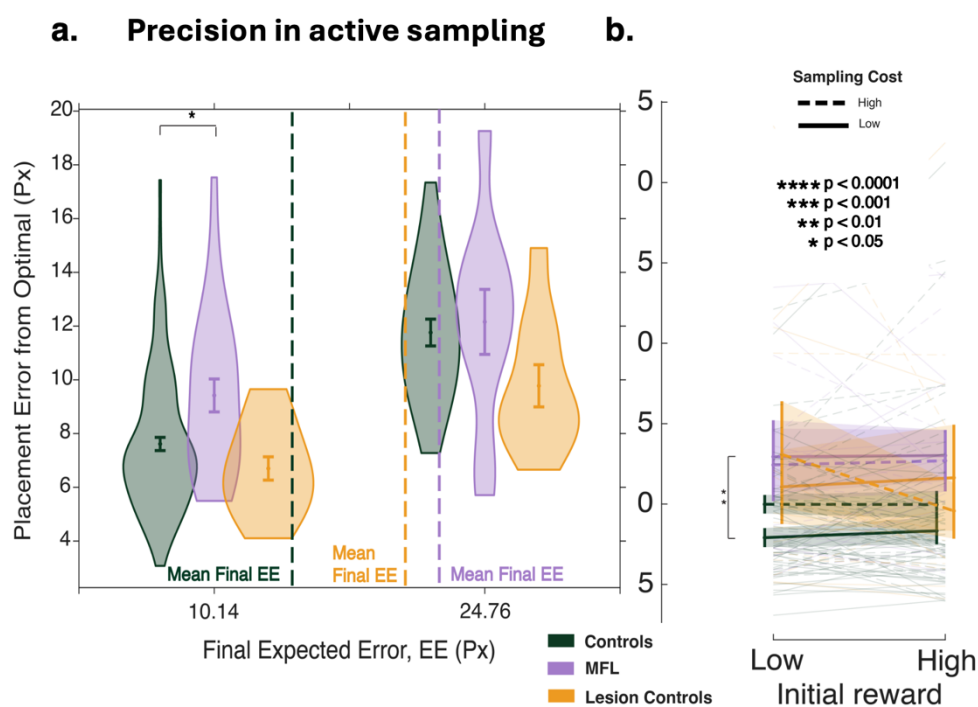 a. Precision in active sampling
b.
Placement Error from Optimal (Px)
20
18
16
14
12
10
8
6
4
*
Mean Final EE
Mean
Final EE
Mean Final EE
10.14
24.76
Final Expected Error, EE (Px)
Controls
MFL
Lesion Controls
Sampling Cost
High
Low
**** p < 0.0001
*** p < 0.001
** p < 0.01
* p < 0.05
5
0
5
0
5
0
5
**
Low
High
Initial reward